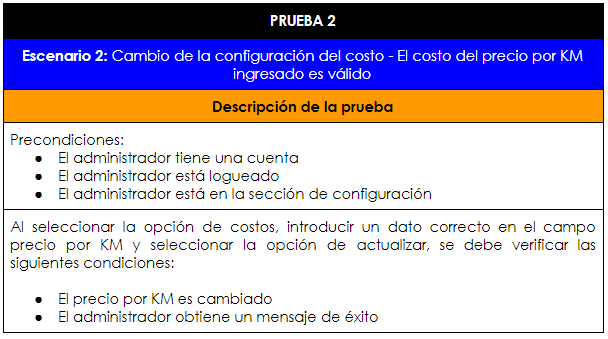 PRUEBA 2
Escenario 2: Cambio de la configuración del costo - El costo del precio por KM
ingresado es válido
Descripción de la prueba
Precondiciones:
● El administrador tiene una cuenta
● El administrador está logueado
● El administrador está en la sección de configuración
Al seleccionar la opción de costos, introducir un dato correcto en el campo
precio por KM y seleccionar la opción de actualizar, se debe verificar las
siguientes condiciones:
● El precio por KM es cambiado
● El administrador obtiene un mensaje de éxito